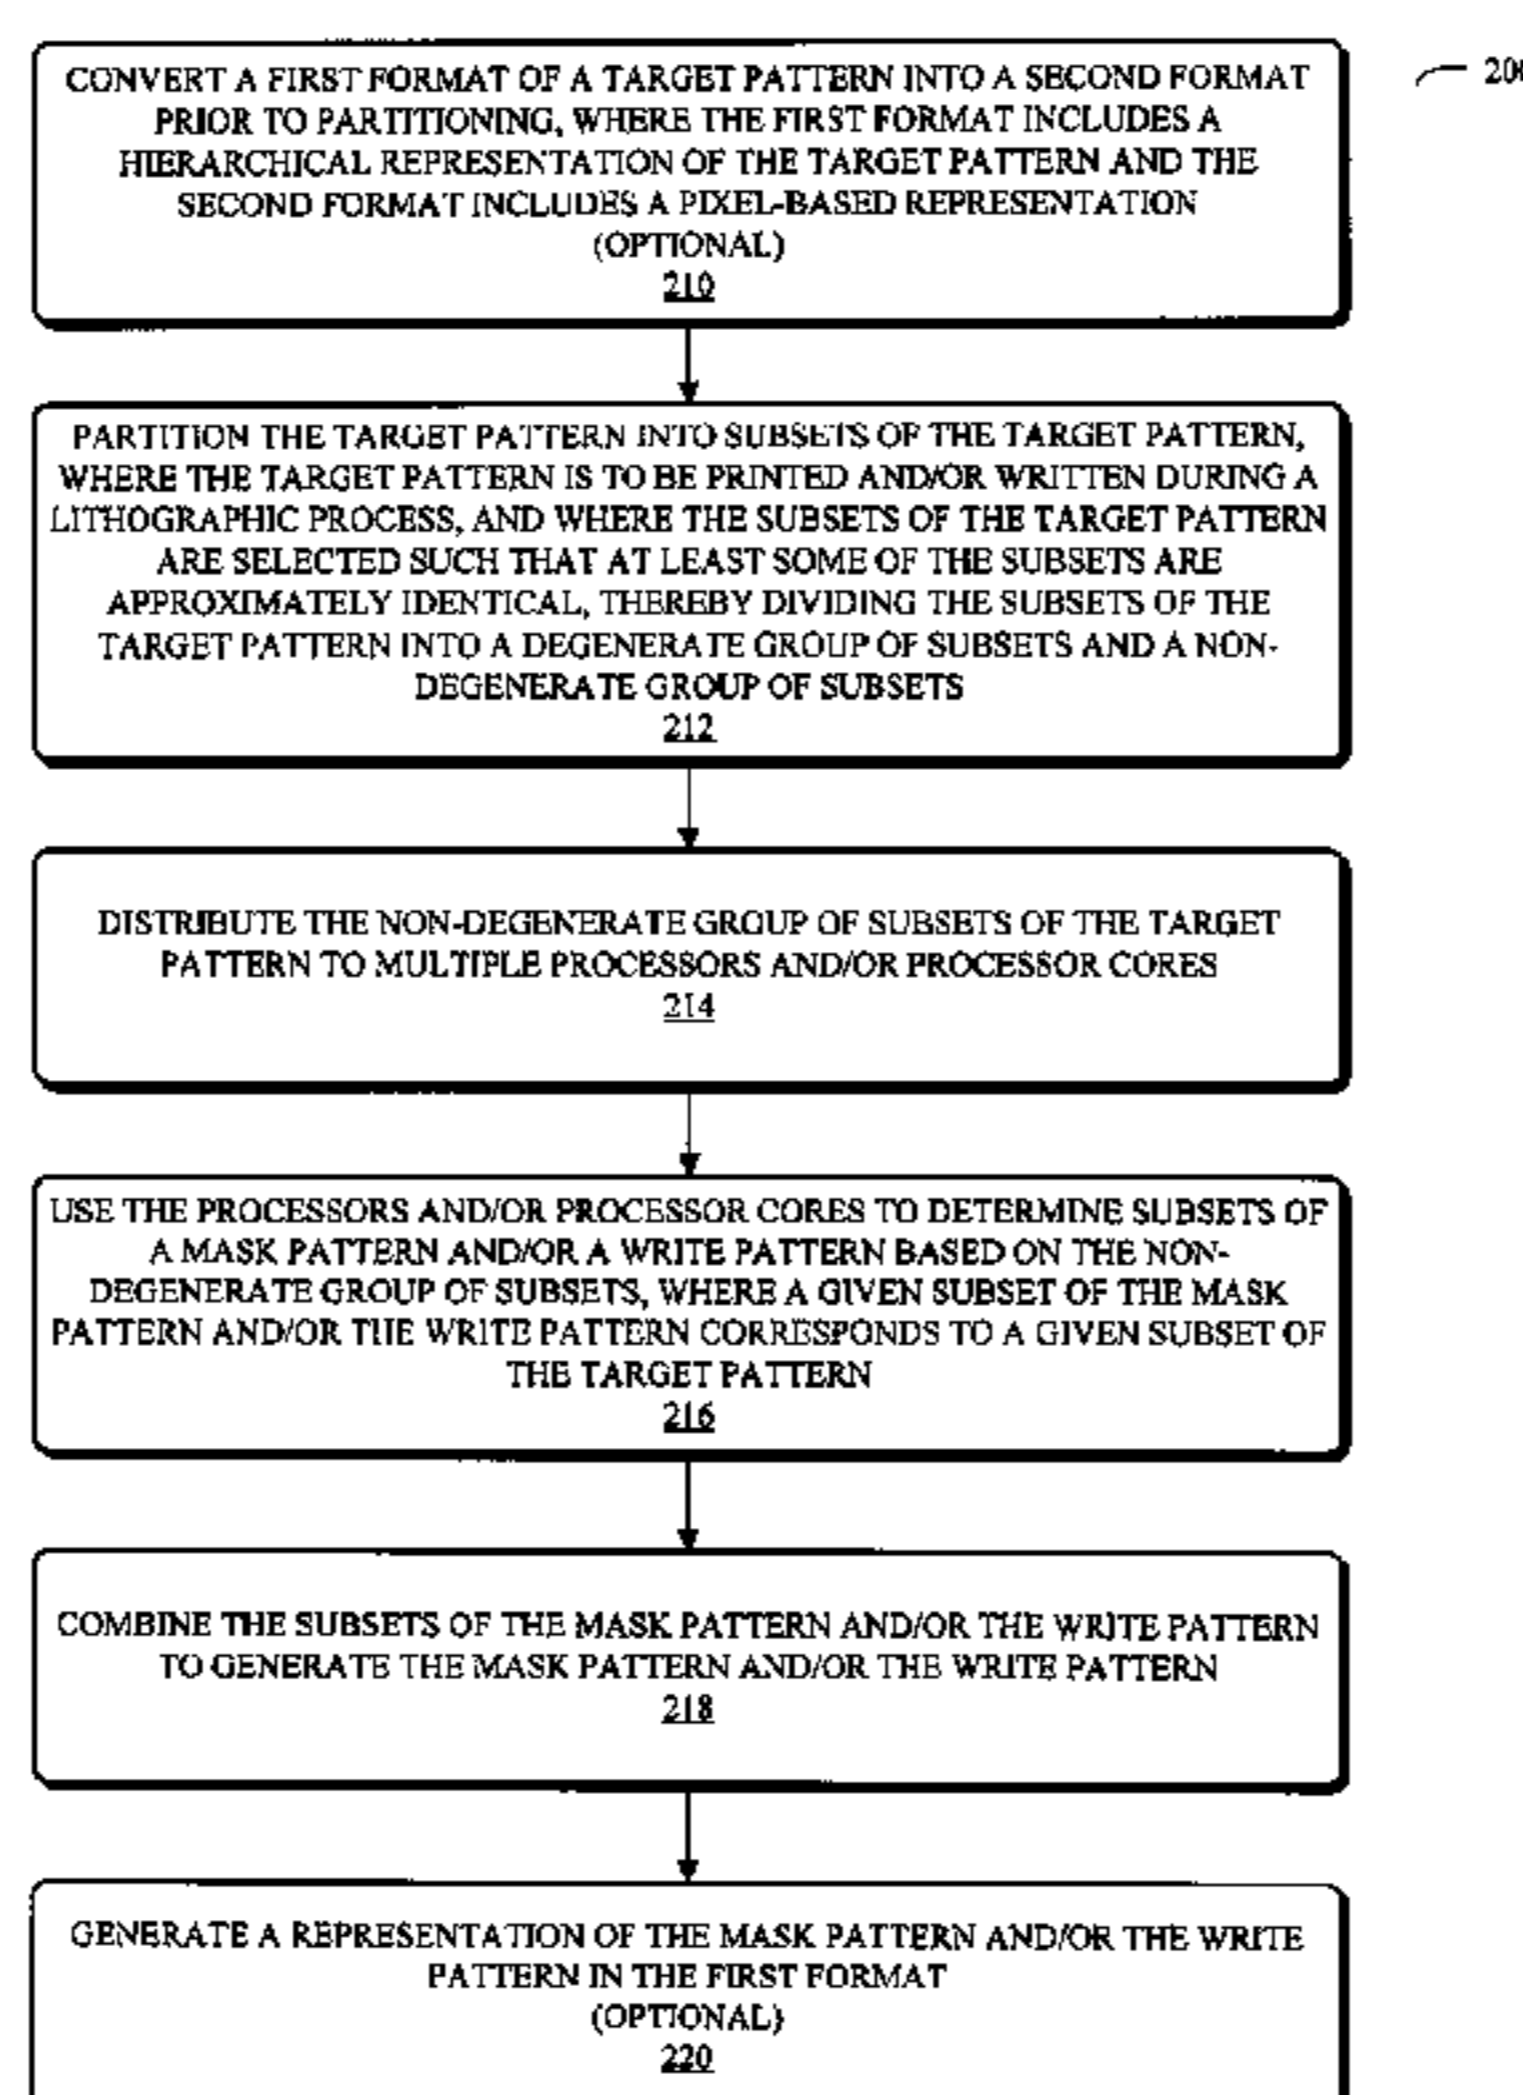 CONVERT A FIRST FORMAT OF A TARGET PATTERN INTO A SECOND FORMAT
PRIOR TO PARTITIONING, WHERE THE FIRST FORMAT INCLUDES A
HIERARCHICAL REPRESENTATION OF THE TARGET PATTERN AND THE
SECOND FORMAT INCLUDES A PIXEL-BASED REPRESENTATION
(OPTIONAL)
210
PARTITION THE TARGET PATTERN INTO SUBSETS OF THE TARGET PATTERN,
WHERE THE TARGET PATTERN IS TO BE PRINTED AND/OR WRITTEN DURING A
LITHOGRAPHIC PROCESS, AND WHERE THE SUBSETS OF THE TARGET PATTERN
ARE SELECTED SUCH THAT AT LEAST SOME OF THE SUBSETS ARE
APPROXIMATELY IDENTICAL, THEREBY DIVIDING THE SUBSETS OF THE
TARGET PATTERN INTO A DEGENERATE GROUP OF SUBSETS AND A NON-
DEGENERATE GROUP OF SUBSETS
212
DISTRIBUTE THE NON-DEGENERATE GROUP OF SUBSETS OF THE TARGET
PATTERN TO MULTIPLE PROCESSORS AND/OR PROCESSOR CORES
214
USE THE PROCESSORS AND/OR PROCESSOR CORES TO DETERMINE SUBSETS OF
A MASK PATTERN AND/OR A WRITE PATTERN BASED ON THE NON-
DEGENERATE GROUP OF SUBSETS, WHERE A GIVEN SUBSET OF THE MASK
PATTERN AND/OR THE WRITE PATTERN CORRESPONDS TO A GIVEN SUBSET OF
THE TARGET PATTERN
216
COMBINE THE SUBSETS OF THE MASK PATTERN AND/OR THE WRITE PATTERN
TO GENERATE THE MASK PATTERN AND/OR THE WRITE PATTERN
218
GENERATE A REPRESENTATION OF THE MASK PATTERN AND/OR THE WRITE
PATTERN IN THE FIRST FORMAT
(OPTIONAL)
220